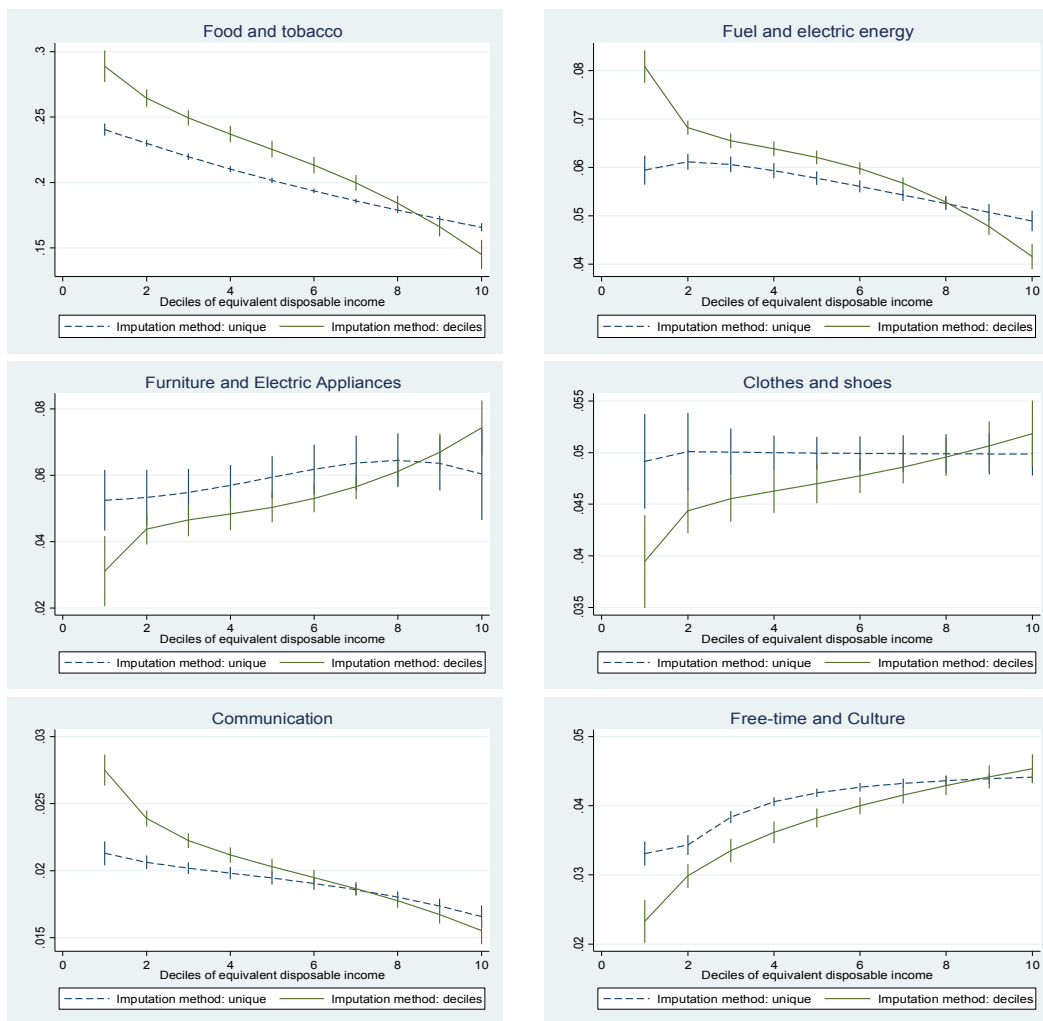 Food and tobacco
.3
.25
.2
.15
0 2 4 6 8 10
Deciles of equivalent disposable income
Imputation method: unique Imputation method: deciles
Fuel and electric energy
.08
.07
.06
.05
.04
0 2 4 6 8 10
Deciles of equivalent disposable income
Imputation method: unique Imputation method: deciles
Furniture and Electric Appliances
.08
.06
.04
.02
0 2 4 6 8 10
Deciles of equivalent disposable income
Imputation method: unique Imputation method: deciles
Clothes and shoes
.055
.05
.045
.04
.035
0 2 4 6 8 10
Deciles of equivalent disposable income
Imputation method: unique Imputation method: deciles
Communication
.03
.025
.02
.015
0 2 4 6 8 10
Deciles of equivalent disposable income
Imputation method: unique Imputation method: deciles
Free-time and Culture
.05
.04
.03
.02
0 2 4 6 8 10
Deciles of equivalent disposable income
Imputation method: unique Imputation method: deciles